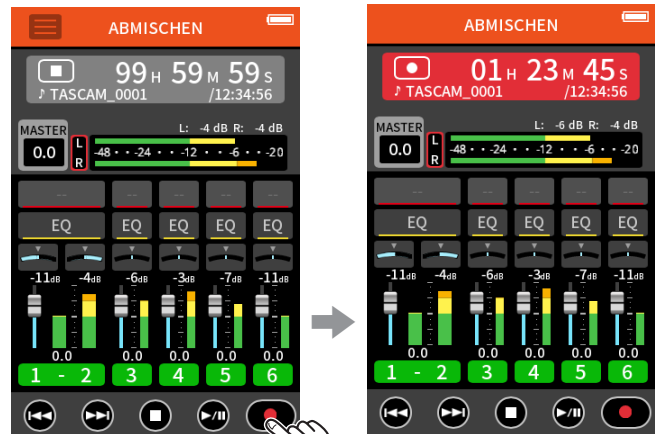 ABMISCHEN
99 H 59 M 59 S
♪ TASCAM_0001 /12:34:56
MASTER
0.0
L: -4 dB R: -4 dB
L
R
-48 • • -24 • • -12 • • -6 • • -20
-- -- -- -- --
EQ EQ EQ EQ EQ
-11dB -4dB -6dB -3dB -7dB -11dB
0.0 0.0 0.0 0.0 0.0
1 - 2 3 4 5 6
ABMISCHEN
01 H 23 M 45 S
♪ TASCAM_0001 /12:34:56
MASTER
0.0
L: -6 dB R: -4 dB
L
R
-48 • • -24 • • -12 • • -6 • • -20
-- -- -- -- --
EQ EQ EQ EQ EQ
-11dB -4dB -6dB -3dB -7dB -11dB
0.0 0.0 0.0 0.0 0.0
1 - 2 3 4 5 6